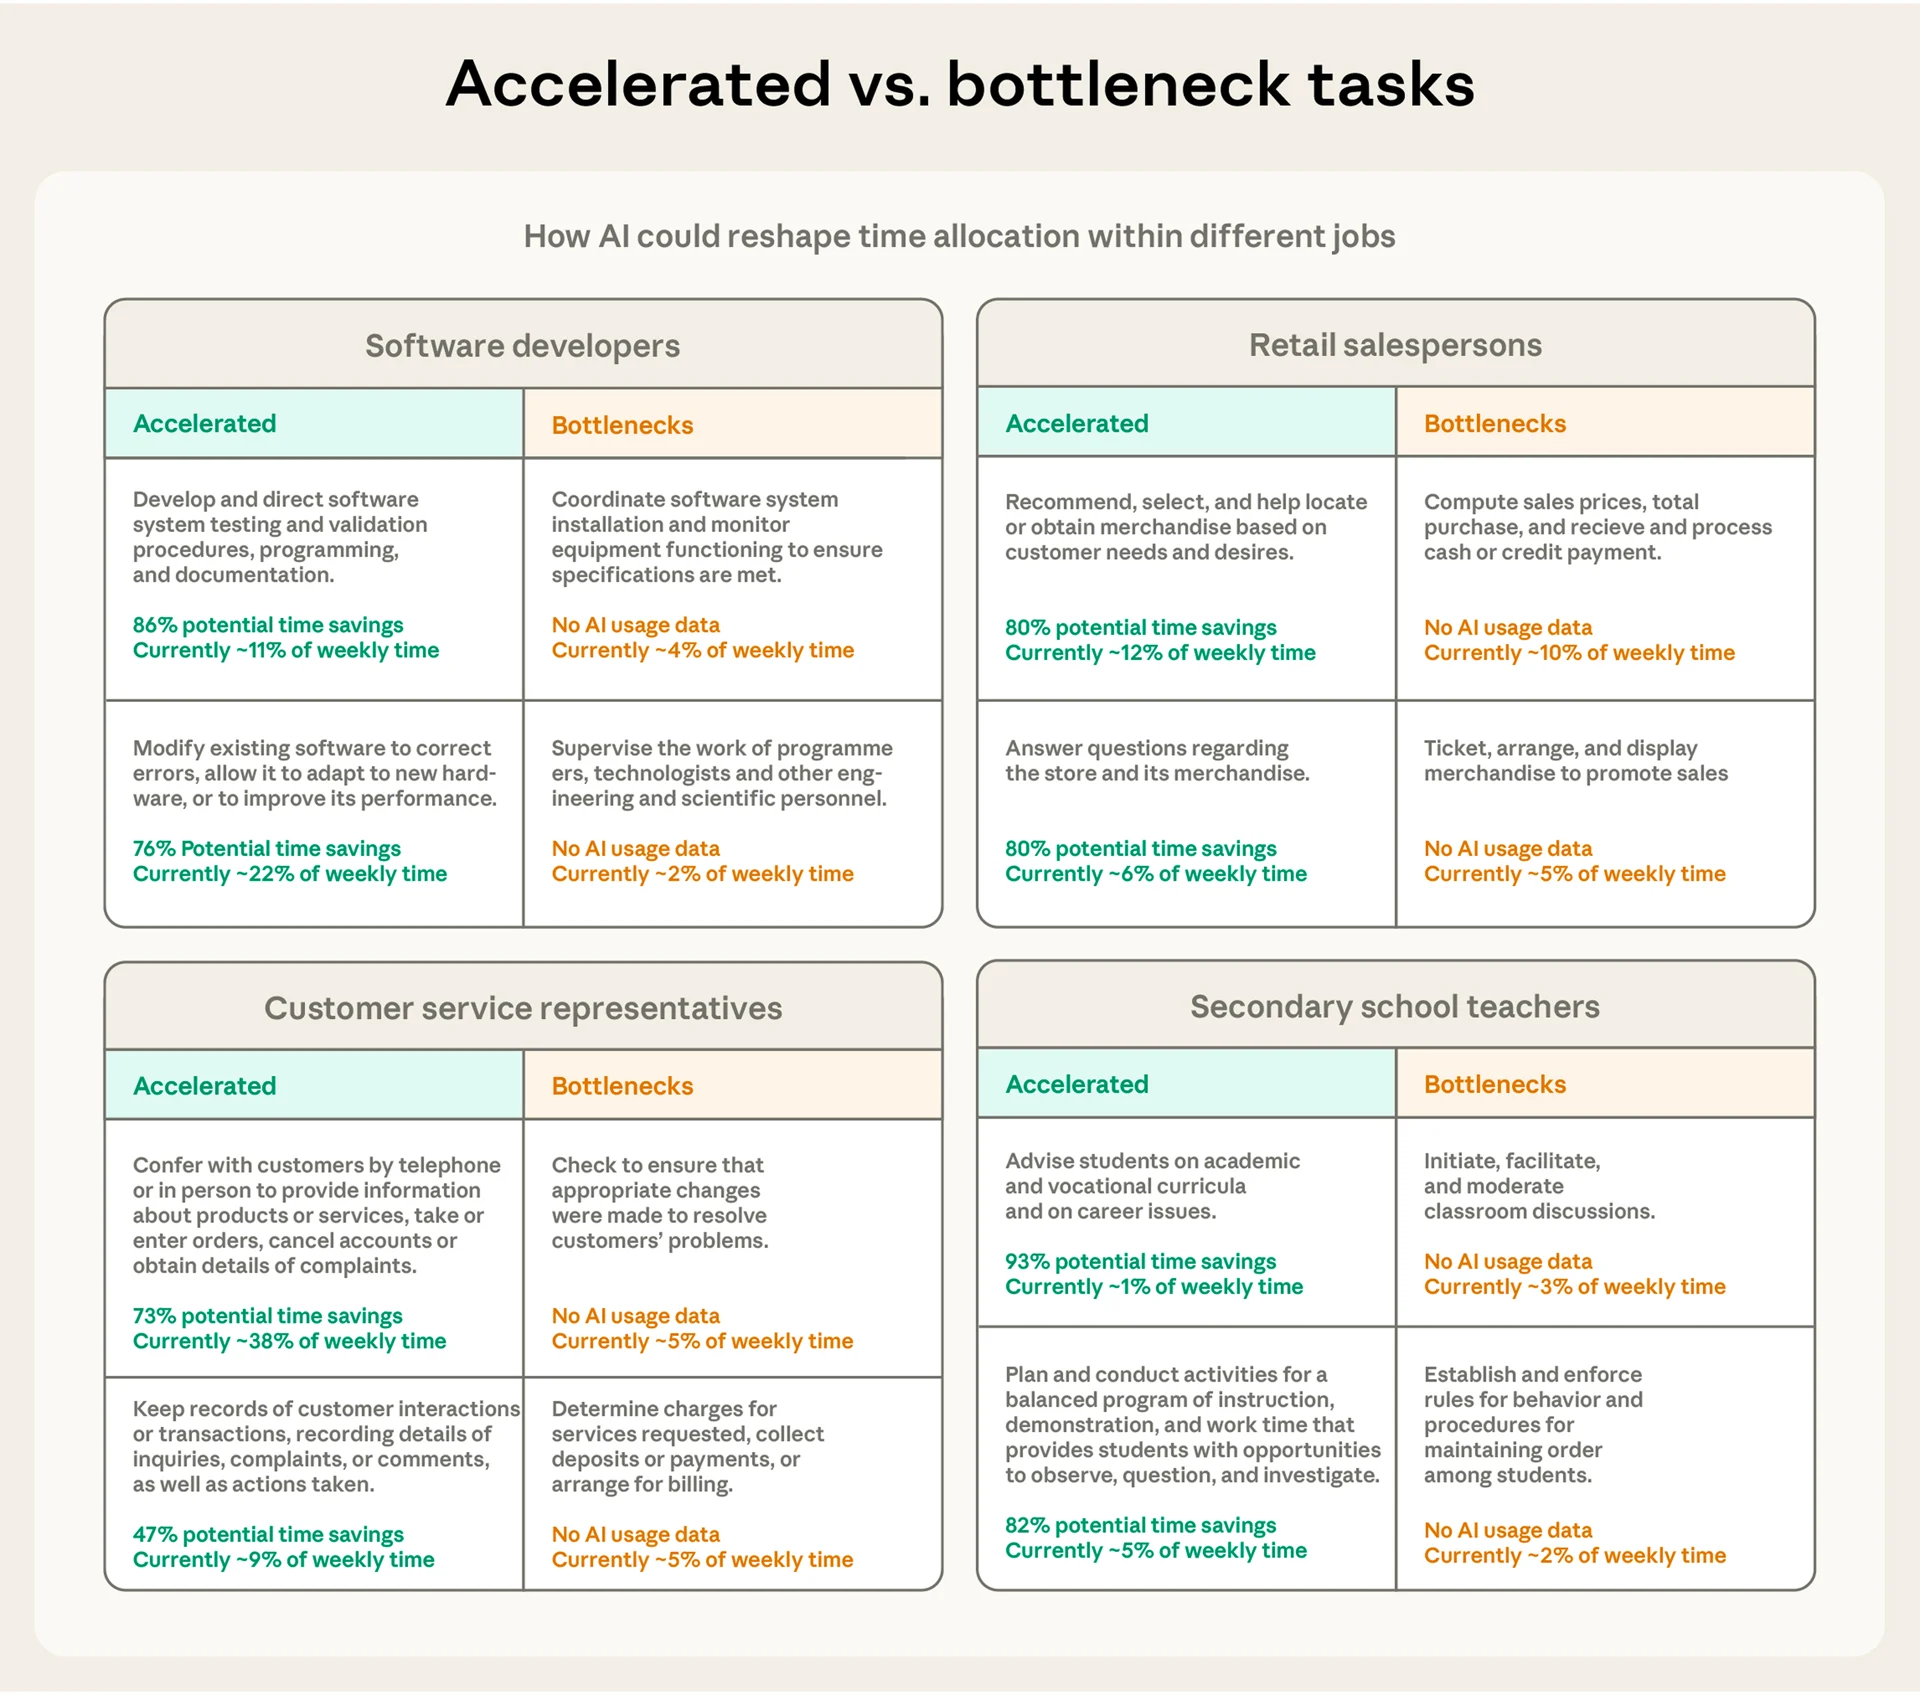 Accelerated vs. bottleneck tasks
How AI could reshape time allocation within different jobs
Software developers
Accelerated
Bottlenecks
Develop and direct software
system testing and validation
procedures, programming,
and documentation.
86% potential time savings
Currently ~11% of weekly time
Coordinate software system
installation and monitor
equipment functioning to ensure
specifications are met.
No AI usage data
Currently ~4% of weekly time
Modify existing software to correct
errors, allow it to adapt to new hard-
ware, or to improve its performance.
76% Potential time savings
Currently ~22% of weekly time
Supervise the work of programme
ers, technologists and other eng-
ineering and scientific personnel.
No AI usage data
Currently ~2% of weekly time
Retail salespersons
Accelerated
Bottlenecks
Recommend, select, and help locate
or obtain merchandise based on
customer needs and desires.
80% potential time savings
Currently ~12% of weekly time
Compute sales prices, total
purchase, and recieve and process
cash or credit payment.
No AI usage data
Currently ~10% of weekly time
Answer questions regarding
the store and its merchandise.
80% potential time savings
Currently ~6% of weekly time
Ticket, arrange, and display
merchandise to promote sales
No AI usage data
Currently ~5% of weekly time
Customer service representatives
Accelerated
Bottlenecks
Confer with customers by telephone
or in person to provide information
about products or services, take or
enter orders, cancel accounts or
obtain details of complaints.
73% potential time savings
Currently ~38% of weekly time
Check to ensure that
appropriate changes
were made to resolve
customers’ problems.
No AI usage data
Currently ~5% of weekly time
Keep records of customer interactions
or transactions, recording details of
inquiries, complaints, or comments,
as well as actions taken.
47% potential time savings
Currently ~9% of weekly time
Determine charges for
services requested, collect
deposits or payments, or
arrange for billing.
No AI usage data
Currently ~5% of weekly time
Secondary school teachers
Accelerated
Bottlenecks
Advise students on academic
and vocational curricula
and on career issues.
93% potential time savings
Currently ~1% of weekly time
Initiate, facilitate,
and moderate
classroom discussions.
No AI usage data
Currently ~3% of weekly time
Plan and conduct activities for a
balanced program of instruction,
demonstration, and work time that
provides students with opportunities
to observe, question, and investigate.
82% potential time savings
Currently ~5% of weekly time
Establish and enforce
rules for behavior and
procedures for
maintaining order
among students.
No AI usage data
Currently ~2% of weekly time